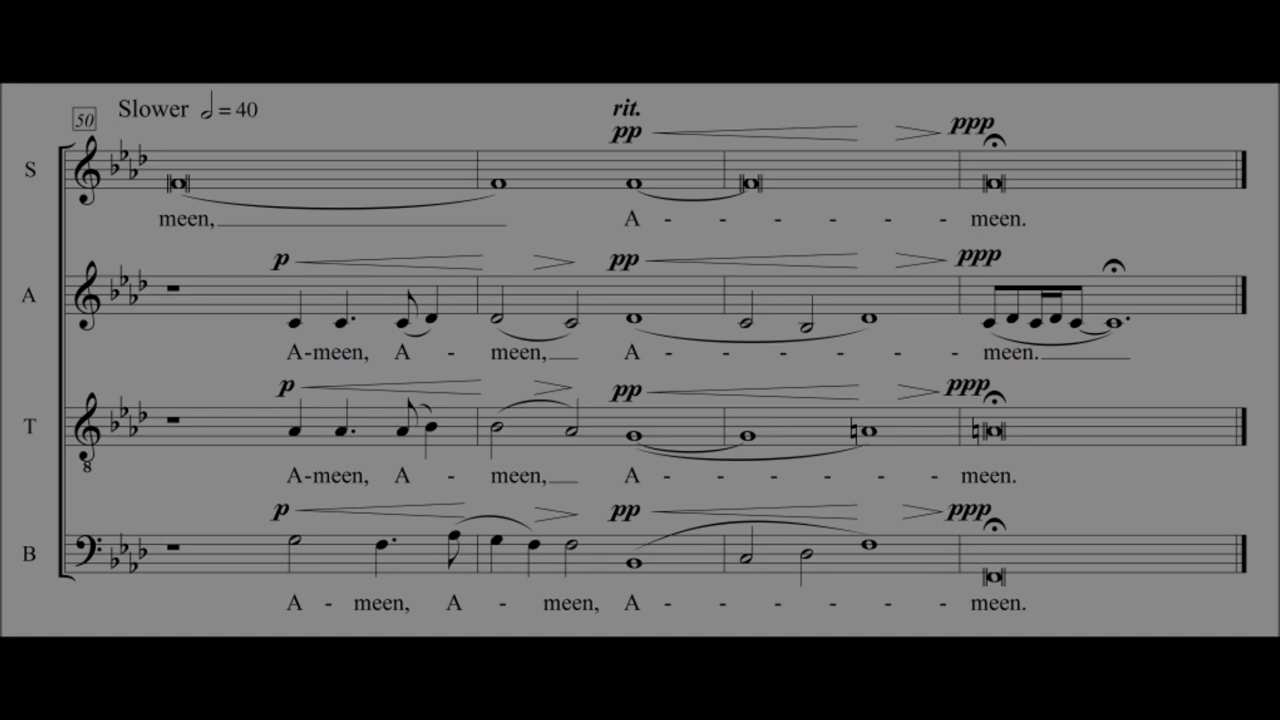 50 Slower = 40
rit.
pp ppp
S
meen, A - - - - - - meen.
p pp ppp
A
A-meen, A - meen, A - - - - - - meen.
p pp ppp
T
8
A-meen, A - meen, A - - - - - - meen.
p pp ppp
B
A - meen, A - meen, A - - - - - - meen.